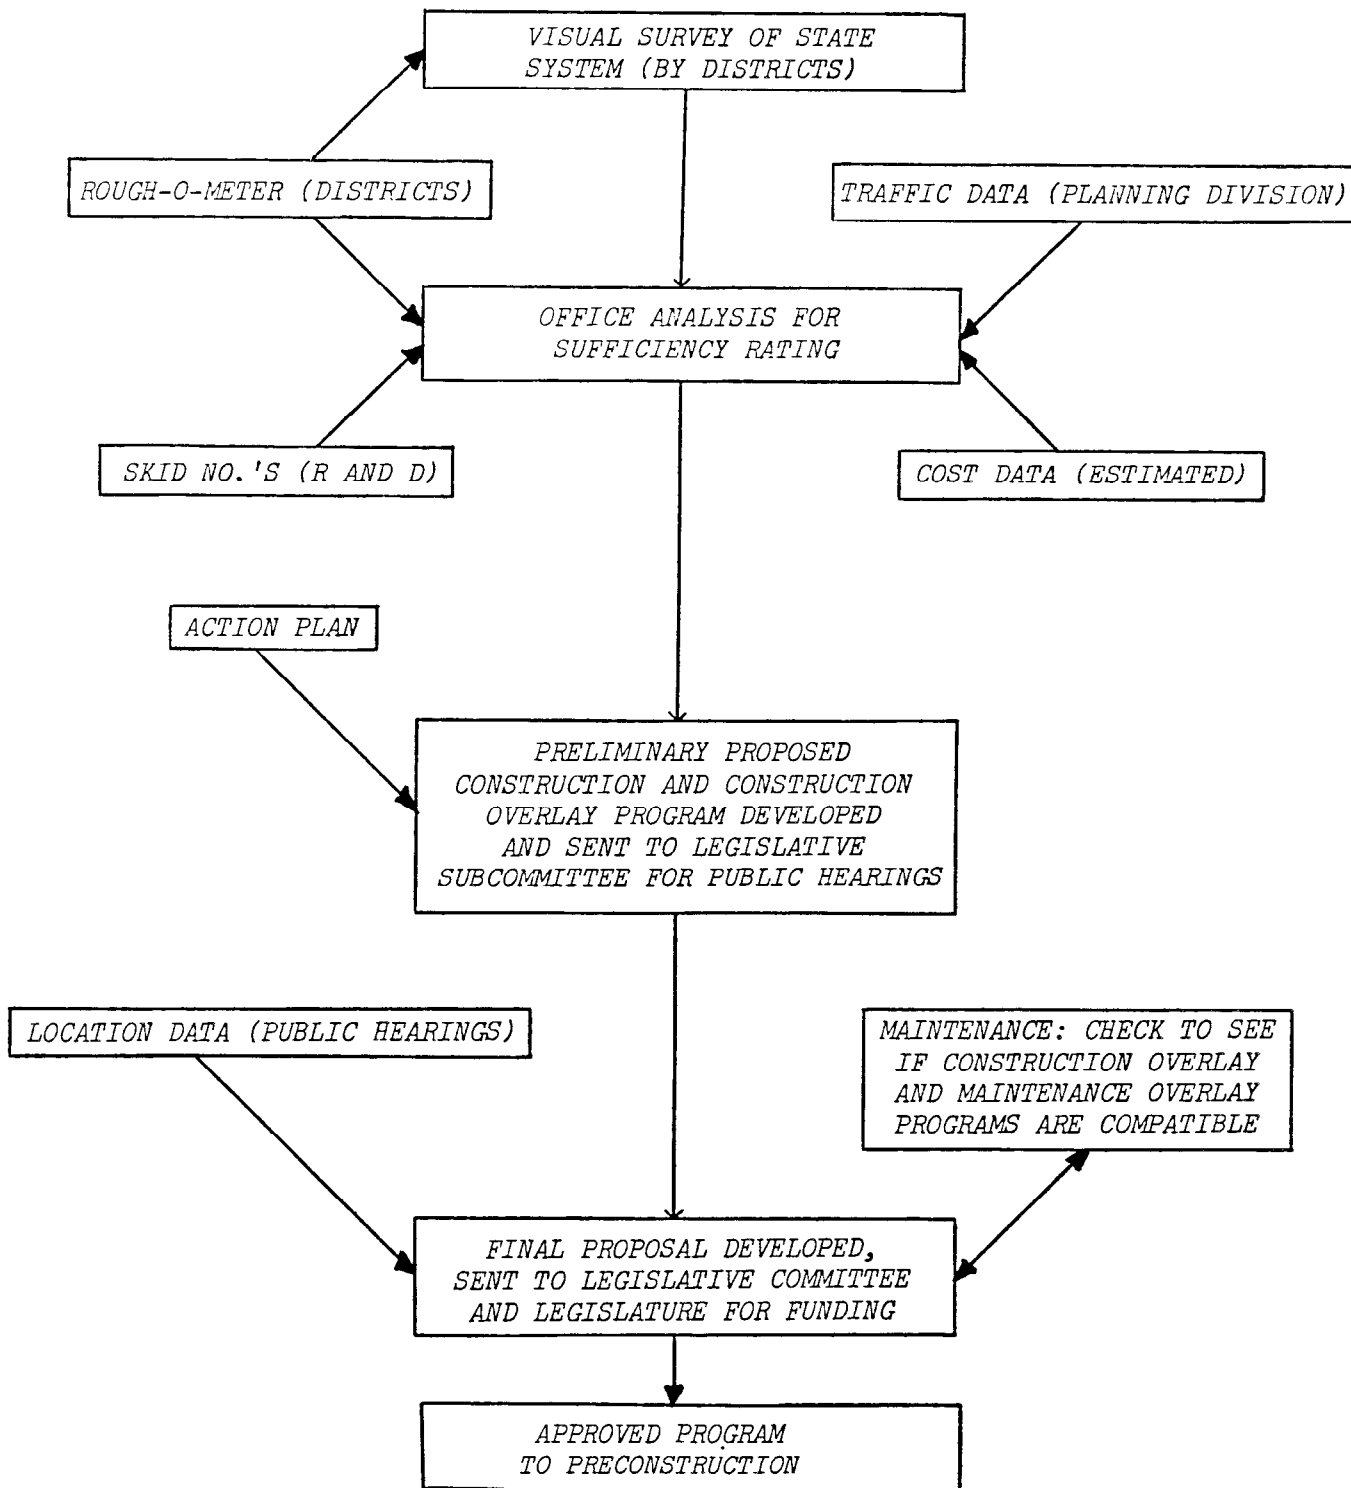 VISUAL SURVEY OF STATE
SYSTEM (BY DISTRICTS)
ROUGH-O-METER (DISTRICTS)
TRAFFIC DATA (PLANNING DIVISION)
OFFICE ANALYSIS FOR
SUFFICIENCY RATING
SKID NO.'S (R AND D)
COST DATA (ESTIMATED)
ACTION PLAN
PRELIMINARY PROPOSED
CONSTRUCTION AND CONSTRUCTION
OVERLAY PROGRAM DEVELOPED
AND SENT TO LEGISLATIVE
SUBCOMMITTEE FOR PUBLIC HEARINGS
LOCATION DATA (PUBLIC HEARINGS)
MAINTENANCE: CHECK TO SEE
IF CONSTRUCTION OVERLAY
AND MAINTENANCE OVERLAY
PROGRAMS ARE COMPATIBLE
FINAL PROPOSAL DEVELOPED,
SENT TO LEGISLATIVE COMMITTEE
AND LEGISLATURE FOR FUNDING
APPROVED PROGRAM
TO PRECONSTRUCTION